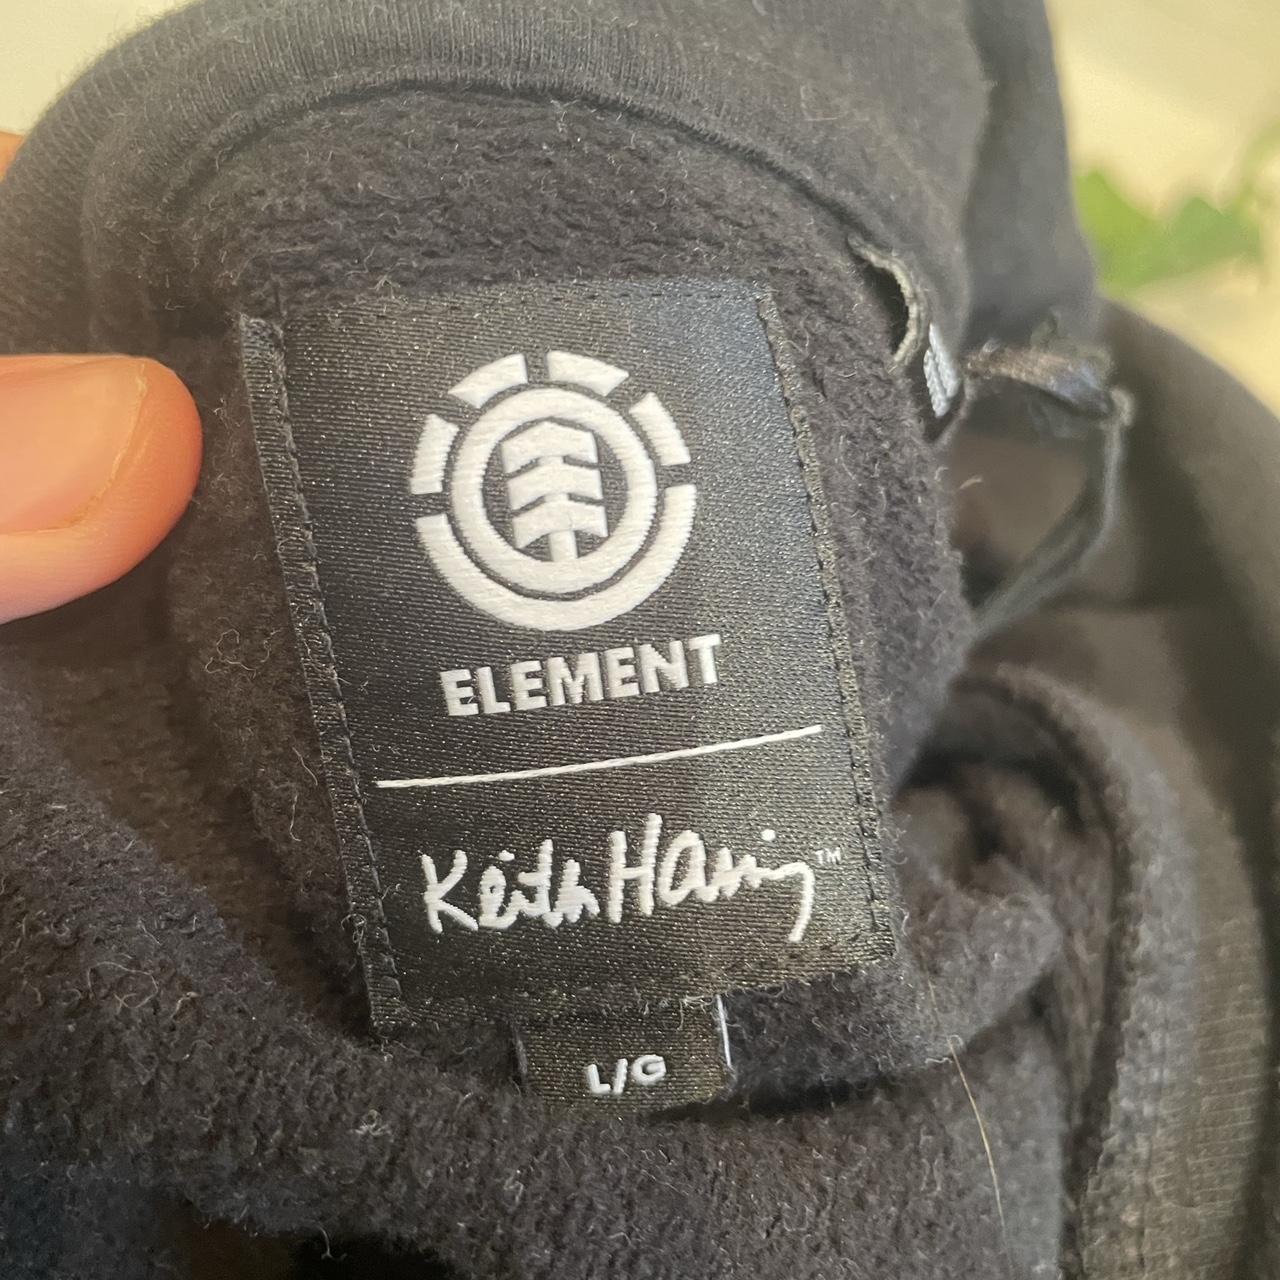 ELEMENT
Keith Haring™
L/G